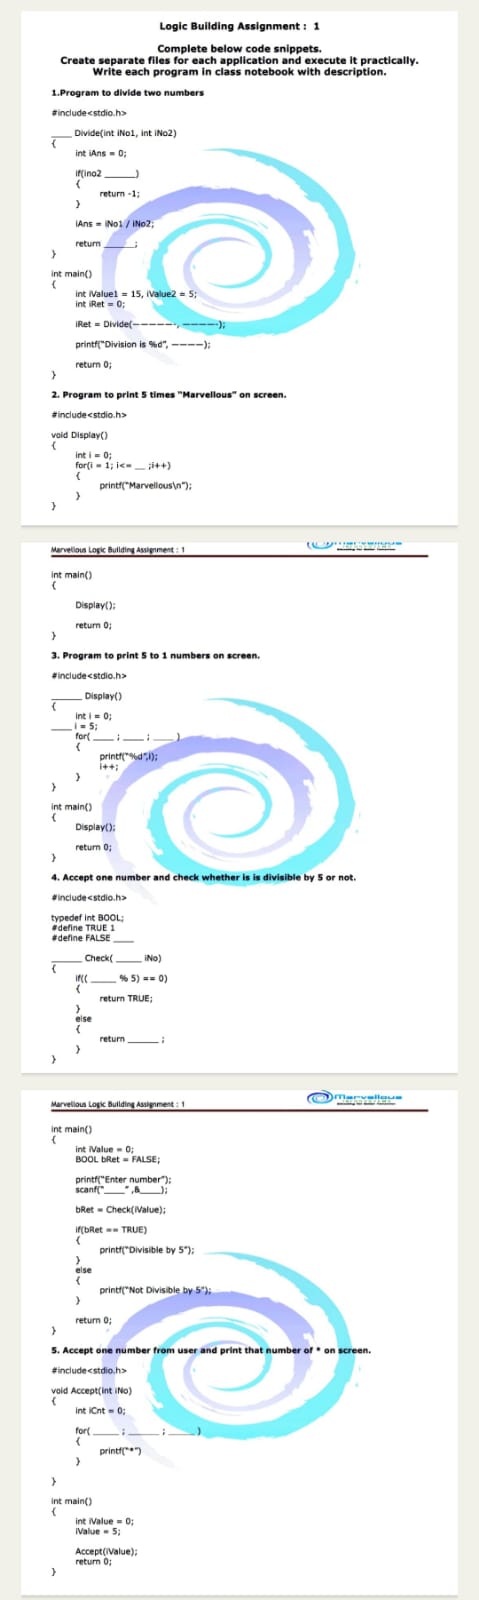 Logic Building Assignment : 1
Complete below code snippets.
Create separate files for each application and execute it practically.
Write each program in class notebook with description.
1.Program to divide two numbers
#include<stdio.h>
____ Divide(int iNo1, int iNo2)
{
int iAns = 0;
if(ino2 ______)
{
return -1;
}
iAns = iNo1 / iNo2;
return ______;
}
int main()
{
int iValue1 = 15, iValue2 = 5;
int iRet = 0;
iRet = Divide(------, -----);
printf("Division is %d", ----);
return 0;
}
2. Program to print 5 times "Marvellous" on screen.
#include<stdio.h>
void Display()
{
int i = 0;
for(i = 1; i<= __ ;i++)
{
printf("Marvellous\n");
}
}
Marvellous Logic Building Assignment : 1
int main()
{
Display();
return 0;
}
3. Program to print 5 to 1 numbers on screen.
#include<stdio.h>
______ Display()
{
int i = 0;
____ i = 5;
for( ____ ; ____ ; ____ )
{
printf("%d",i);
i++;
}
}
int main()
{
Display();
return 0;
}
4. Accept one number and check whether is is divisible by 5 or not.
#include<stdio.h>
typedef int BOOL;
#define TRUE 1
#define FALSE ____
______ Check( _____ iNo)
{
if(( _____ % 5) == 0)
{
return TRUE;
}
else
{
return ______ ;
}
}
Marvellous Logic Building Assignment : 1
Marvellous
int main()
{
int iValue = 0;
BOOL bRet = FALSE;
printf("Enter number");
scanf("____" ,&____);
bRet = Check(iValue);
if(bRet == TRUE)
{
printf("Divisible by 5");
}
else
{
printf("Not Divisible by 5");
}
return 0;
}
5. Accept one number from user and print that number of * on screen.
#include<stdio.h>
void Accept(int iNo)
{
int iCnt = 0;
for( _____ ; ______ ; _____ )
{
printf("*")
}
}
int main()
{
int iValue = 0;
iValue = 5;
Accept(iValue);
return 0;
}